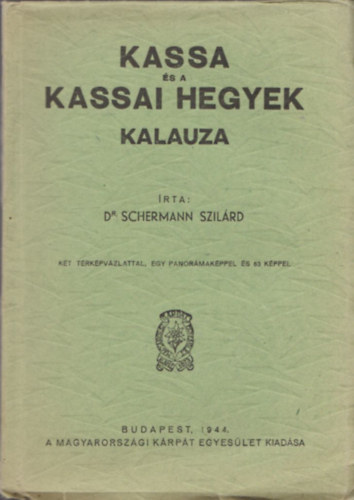 KASSA
ÉS A
KASSAI HEGYEK
KALAUZA
ÍRTA:
DR. SCHERMANN SZILÁRD
KÉT TÉRKÉPVÁZLATTAL, EGY PANORÁMAKÉPPEL ÉS 65 KÉPPEL
BUDAPEST, 1944.
A MAGYARORSZÁGI KÁRPÁT EGYESÜLET KIADÁSA